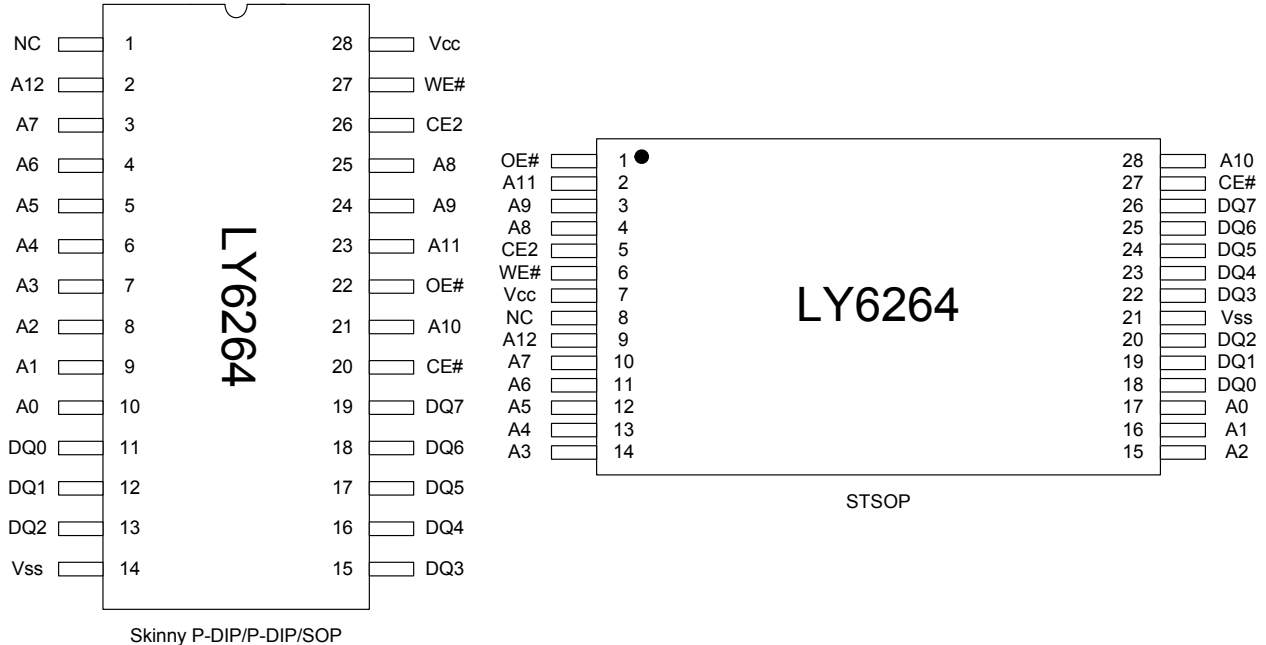 NC 1 28 Vcc
A12 2 27 WE#
A7 3 26 CE2
A6 4 25 A8
A5 5 24 A9
A4 6 23 A11
A3 7 22 OE#
A2 8 21 A10
A1 9 20 CE#
A0 10 19 DQ7
DQ0 11 18 DQ6
DQ1 12 17 DQ5
DQ2 13 16 DQ4
Vss 14 15 DQ3
LY6264
Skinny P-DIP/P-DIP/SOP
OE# 1 28 A10
A11 2 27 CE#
A9 3 26 DQ7
A8 4 25 DQ6
CE2 5 24 DQ5
WE# 6 23 DQ4
Vcc 7 22 DQ3
NC 8 21 Vss
A12 9 20 DQ2
A7 10 19 DQ1
A6 11 18 DQ0
A5 12 17 A0
A4 13 16 A1
A3 14 15 A2
LY6264
STSOP